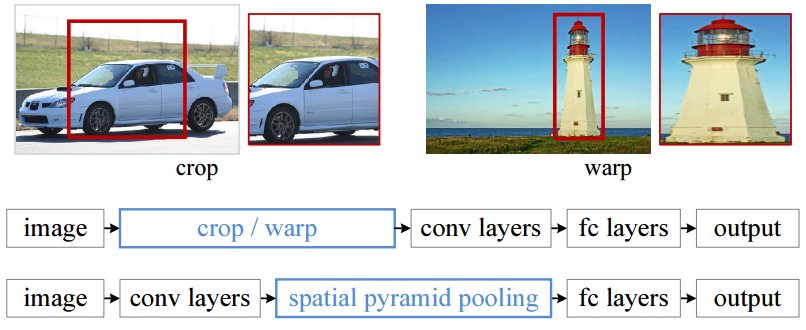 crop
warp
image
crop / warp
conv layers
fc layers
output
image
conv layers
spatial pyramid pooling
fc layers
output